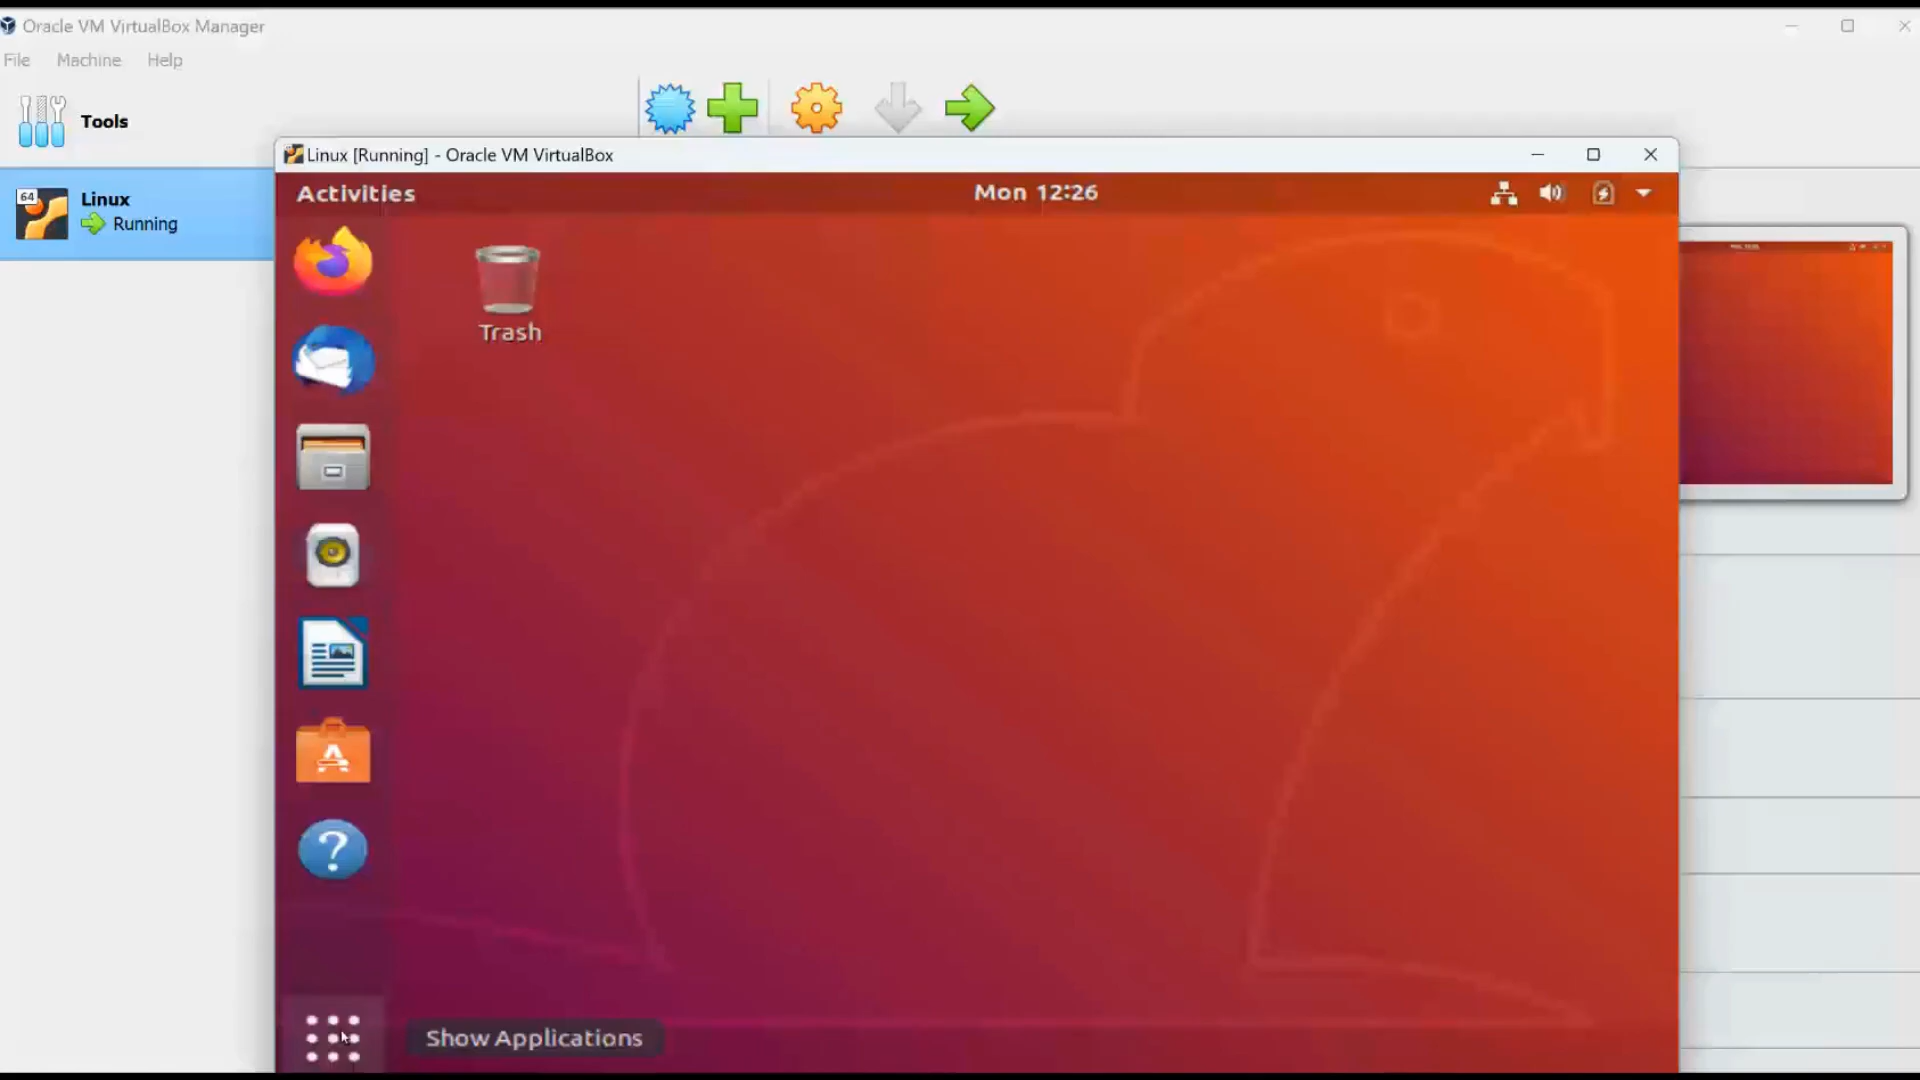 Oracle VM VirtualBox Manager
File Machine Help
Tools
64
Linux
Running
Linux [Running] - Oracle VM VirtualBox
Activities
Mon 12:26
Trash
Show Applications